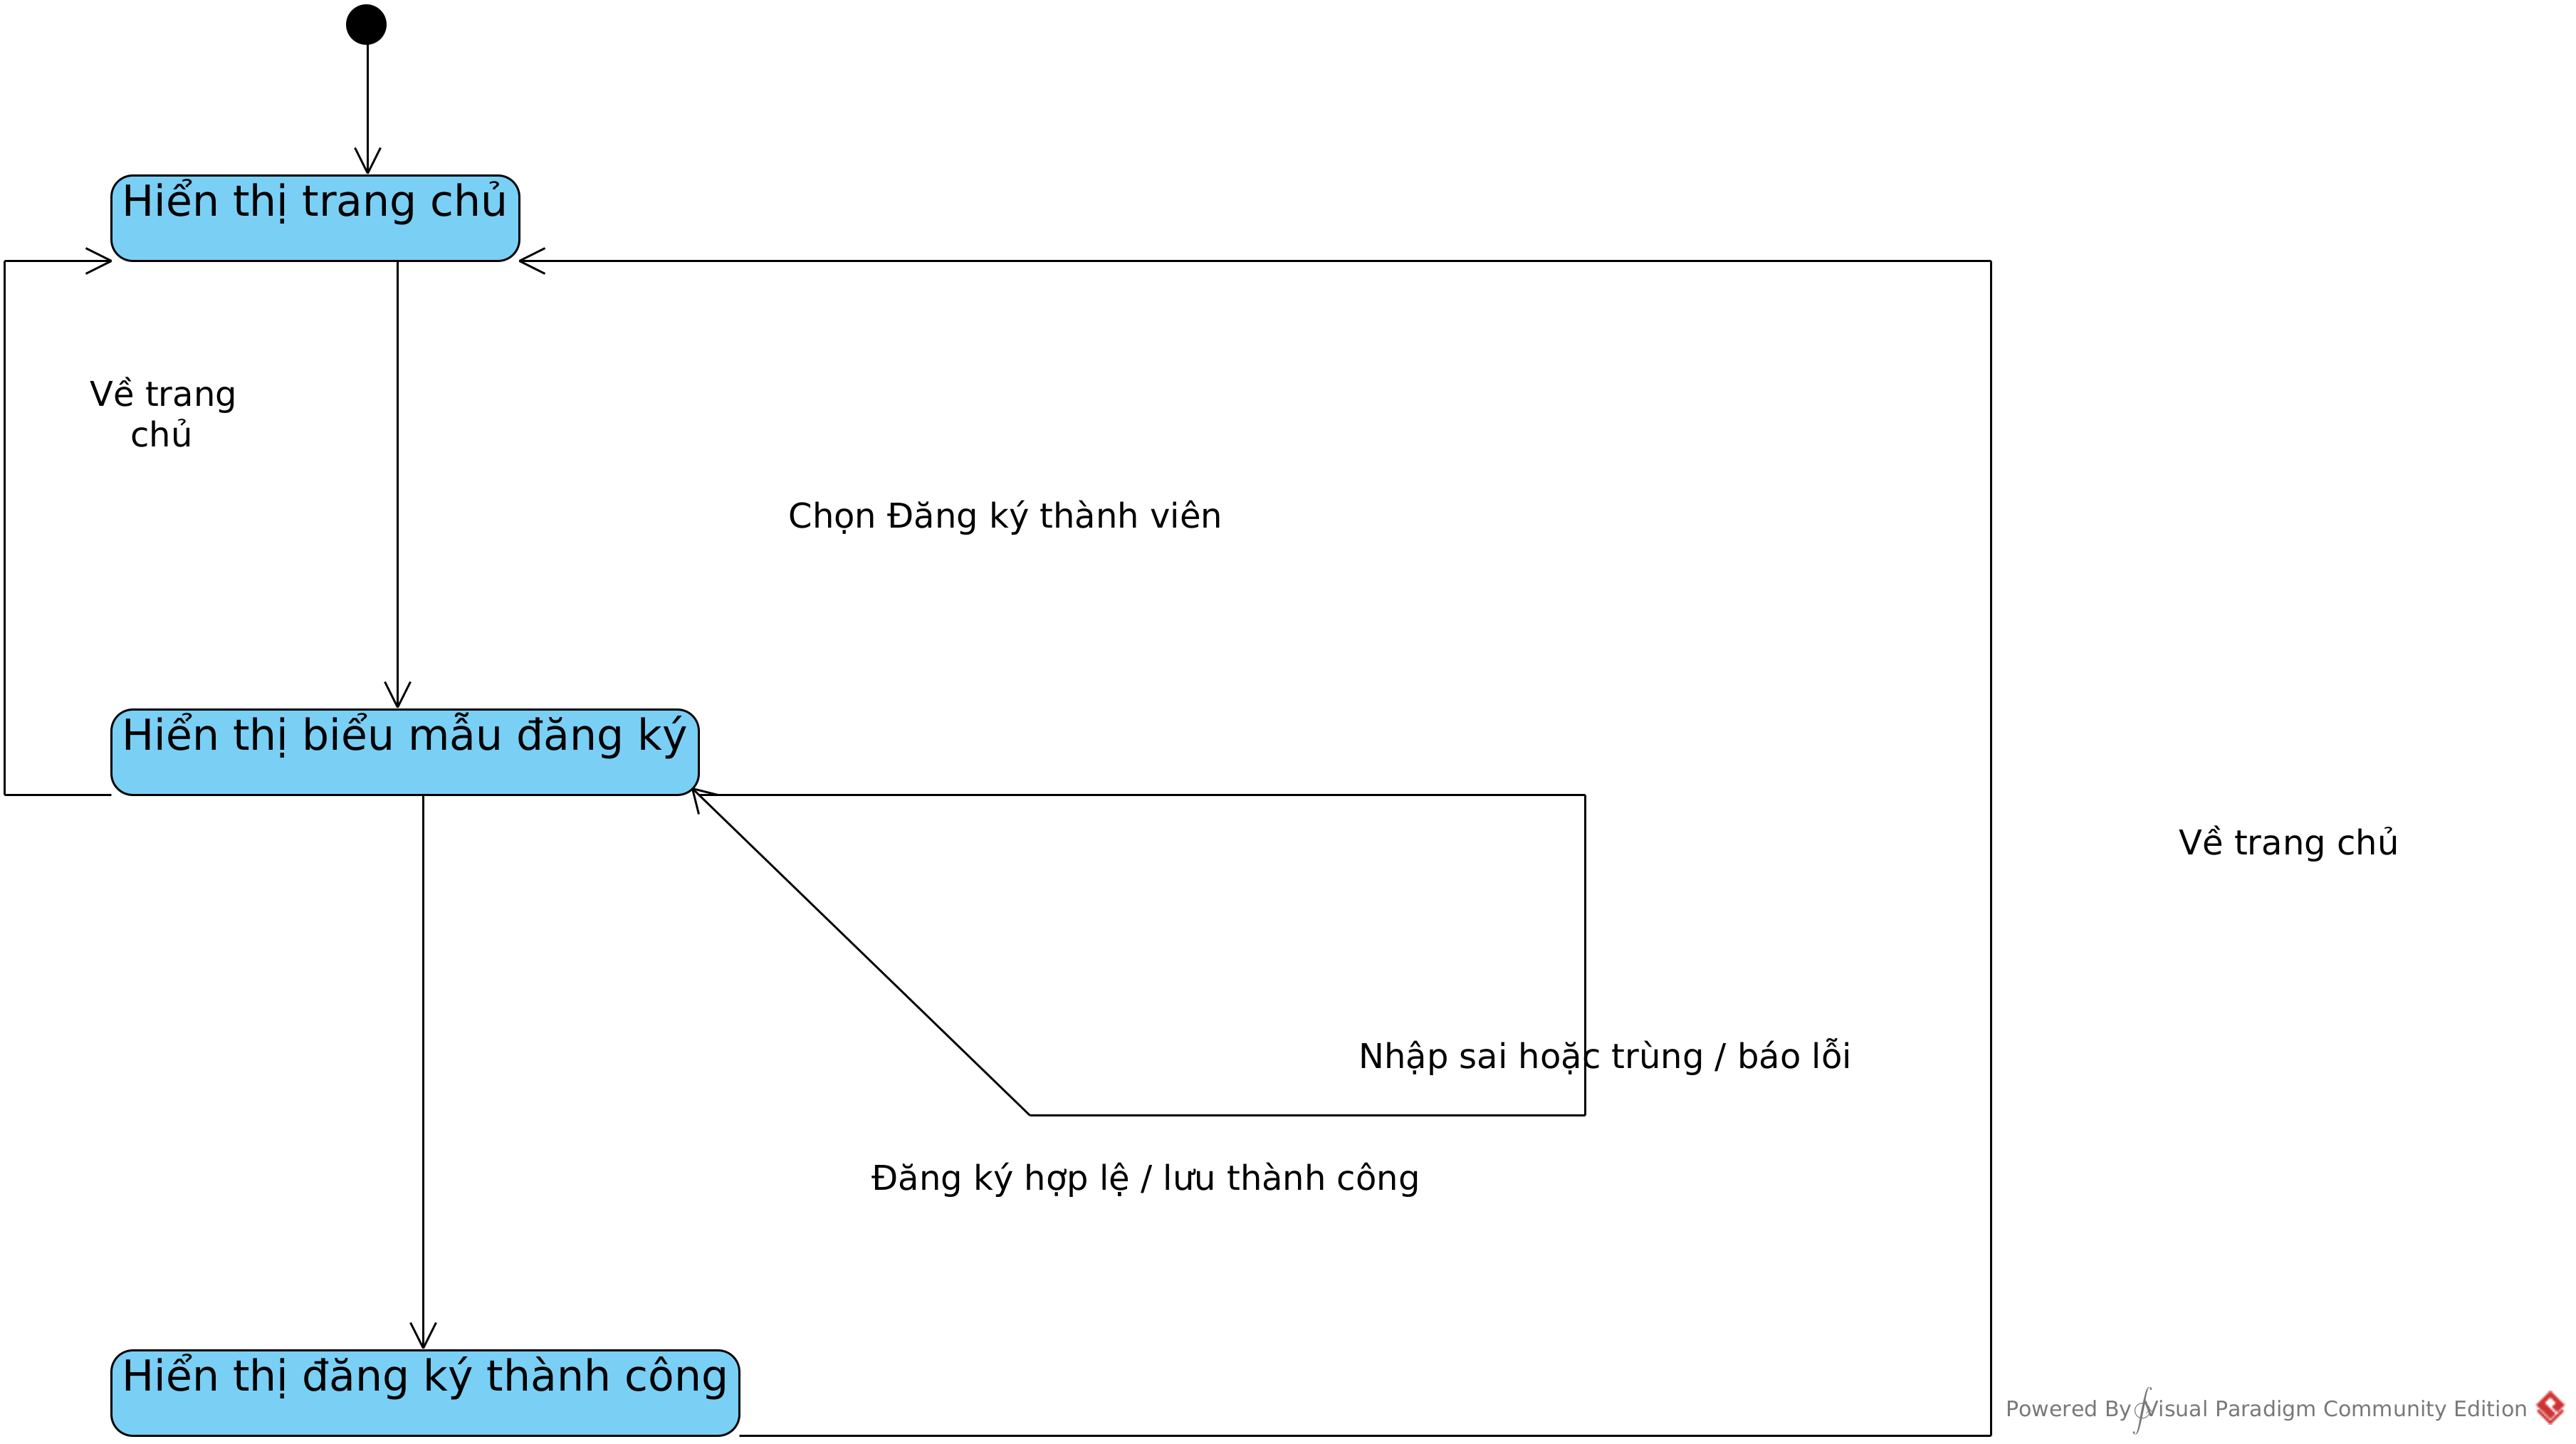 Hiển thị trang chủ
Về trang
chủ
Chọn Đăng ký thành viên
Hiển thị biểu mẫu đăng ký
Về trang chủ
Nhập sai hoặc trùng / báo lỗi
Đăng ký hợp lệ / lưu thành công
Hiển thị đăng ký thành công
Powered By Visual Paradigm Community Edition